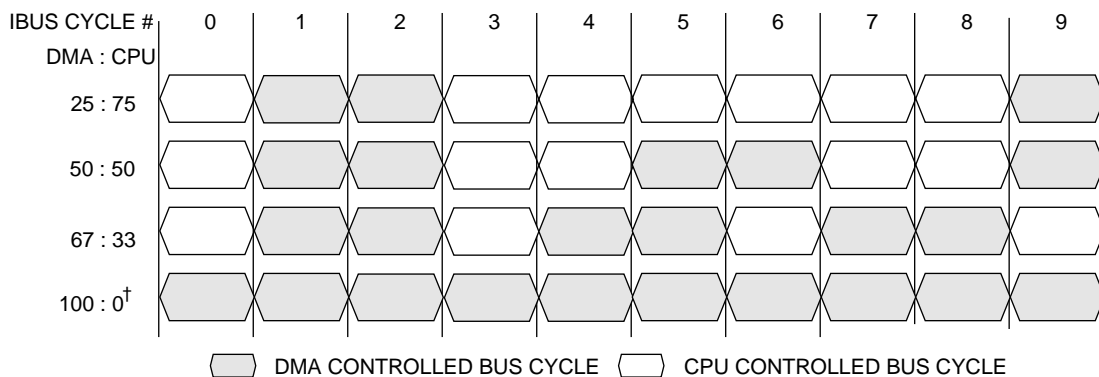 IBUS CYCLE # 0 1 2 3 4 5 6 7 8 9
DMA : CPU
25 : 75
50 : 50
67 : 33
100 : 0†
DMA CONTROLLED BUS CYCLE CPU CONTROLLED BUS CYCLE